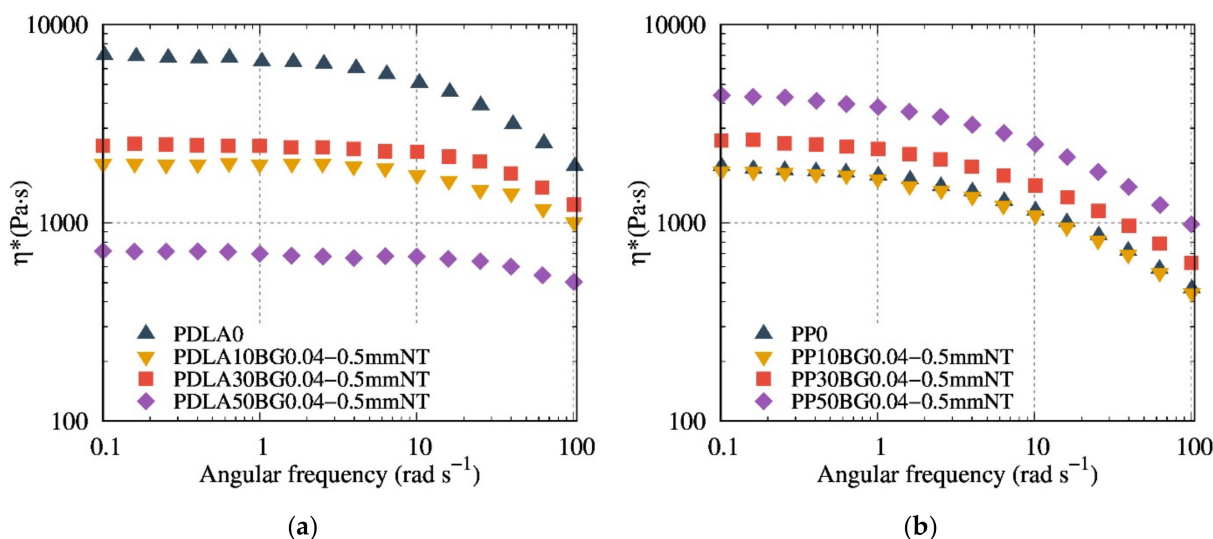 10000
1000
100
η*(Pa·s)
PDLA0
PDLA10BG0.04−0.5mmNT
PDLA30BG0.04−0.5mmNT
PDLA50BG0.04−0.5mmNT
0.1 1 10 100
Angular frequency (rad s⁻¹)
(a)
10000
1000
100
η*(Pa·s)
PP0
PP10BG0.04−0.5mmNT
PP30BG0.04−0.5mmNT
PP50BG0.04−0.5mmNT
0.1 1 10 100
Angular frequency (rad s⁻¹)
(b)